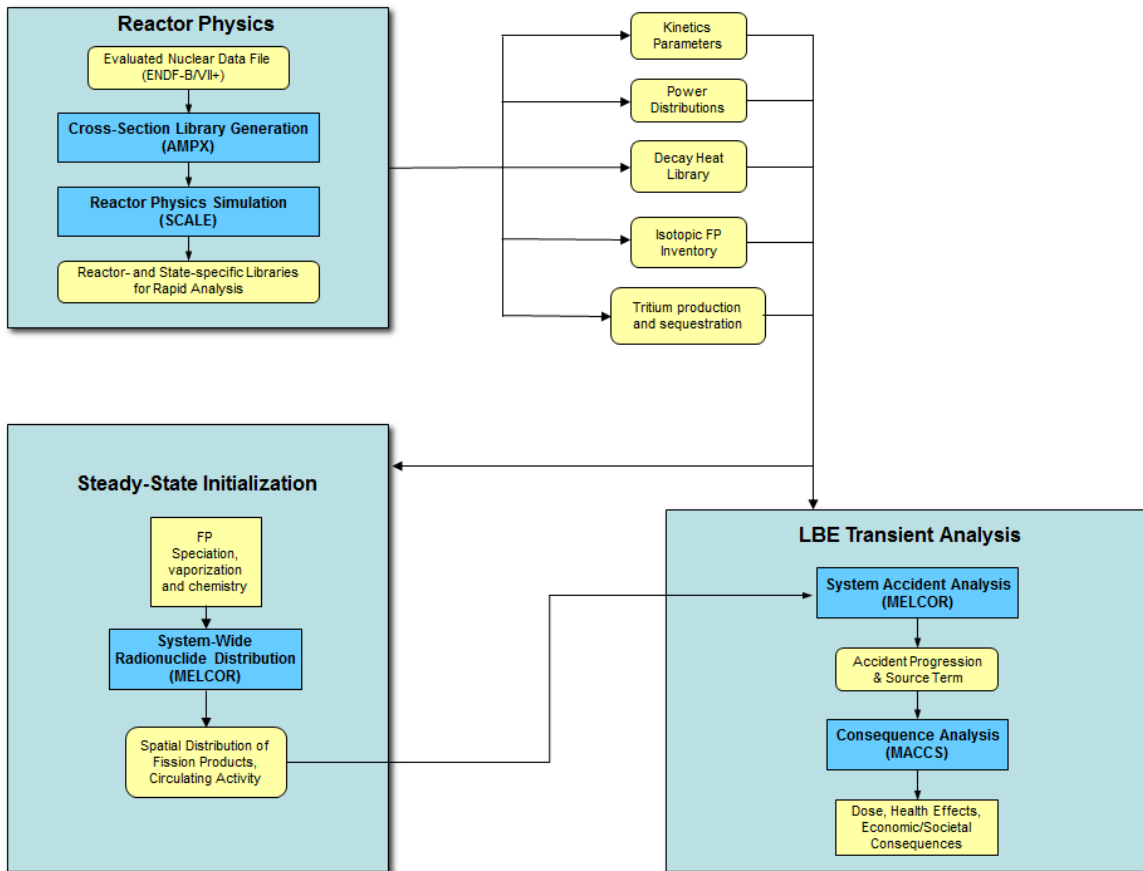 Reactor Physics
Evaluated Nuclear Data File
(ENDF-B/VII+)
Cross-Section Library Generation
(AMPX)
Reactor Physics Simulation
(SCALE)
Reactor- and State-specific Libraries
for Rapid Analysis
Kinetics
Parameters
Power
Distributions
Decay Heat
Library
Isotopic FP
Inventory
Tritium production
and sequestration
Steady-State Initialization
FP
Speciation,
vaporization
and chemistry
System-Wide
Radionuclide Distribution
(MELCOR)
Spatial Distribution of
Fission Products,
Circulating Activity
LBE Transient Analysis
System Accident Analysis
(MELCOR)
Accident Progression
& Source Term
Consequence Analysis
(MACCS)
Dose, Health Effects,
Economic/Societal
Consequences